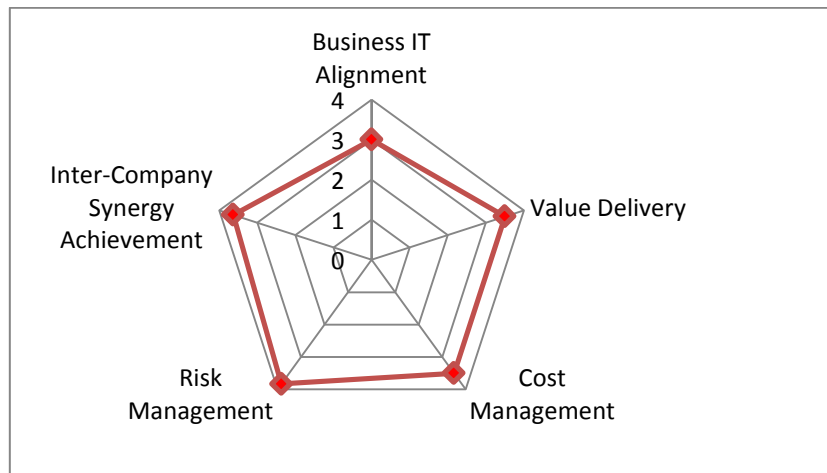 Business IT
Alignment
4
3
2
1
0
Value Delivery
Cost
Management
Risk
Management
Inter-Company
Synergy
Achievement